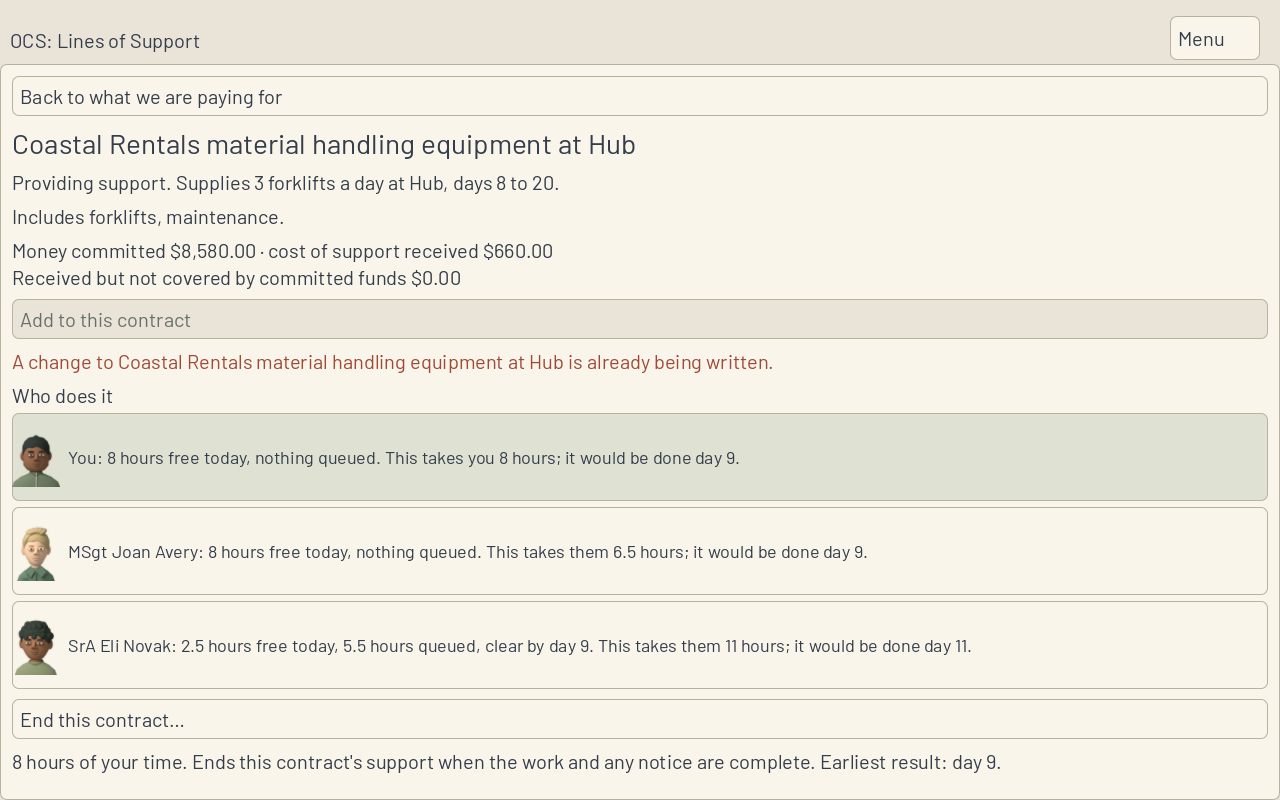 OCS: Lines of Support
Menu
Back to what we are paying for
Coastal Rentals material handling equipment at Hub
Providing support. Supplies 3 forklifts a day at Hub, days 8 to 20.
Includes forklifts, maintenance.
Money committed $8,580.00 · cost of support received $660.00
Received but not covered by committed funds $0.00
Add to this contract
A change to Coastal Rentals material handling equipment at Hub is already being written.
Who does it
You: 8 hours free today, nothing queued. This takes you 8 hours; it would be done day 9.
MSgt Joan Avery: 8 hours free today, nothing queued. This takes them 6.5 hours; it would be done day 9.
SrA Eli Novak: 2.5 hours free today, 5.5 hours queued, clear by day 9. This takes them 11 hours; it would be done day 11.
End this contract...
8 hours of your time. Ends this contract's support when the work and any notice are complete. Earliest result: day 9.